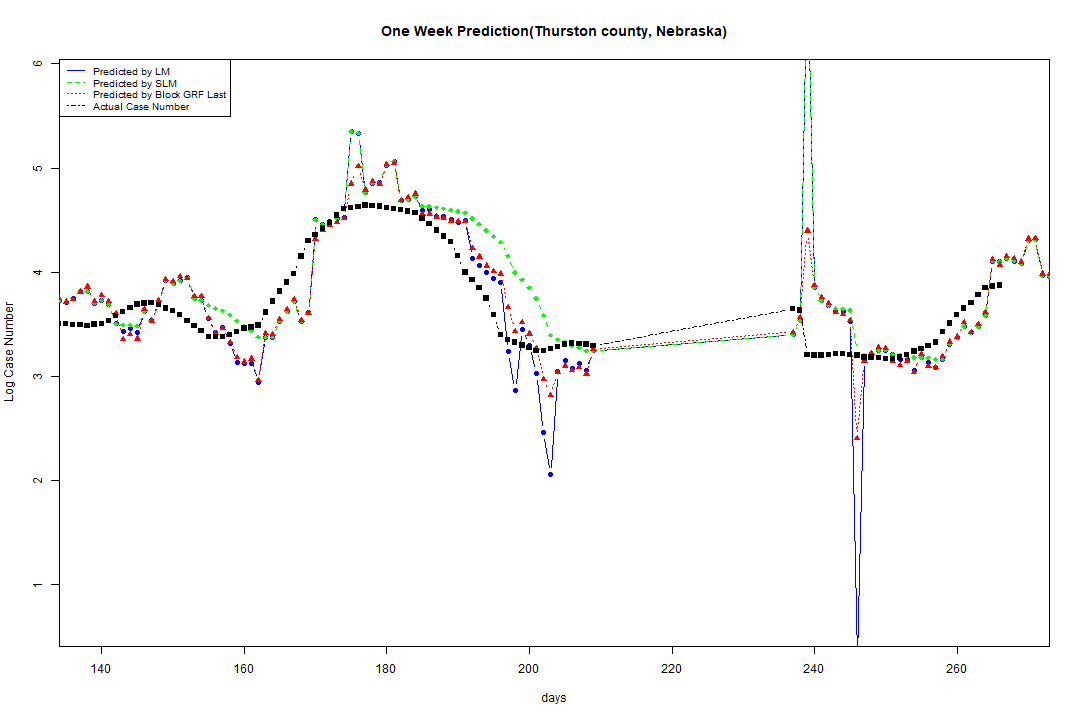 One Week Prediction(Thurston county, Nebraska)
Predicted by LM
Predicted by SLM
Predicted by Block GRF Last
Actual Case Number
6
5
4
3
2
1
Log Case Number
140 160 180 200 220 240 260
days